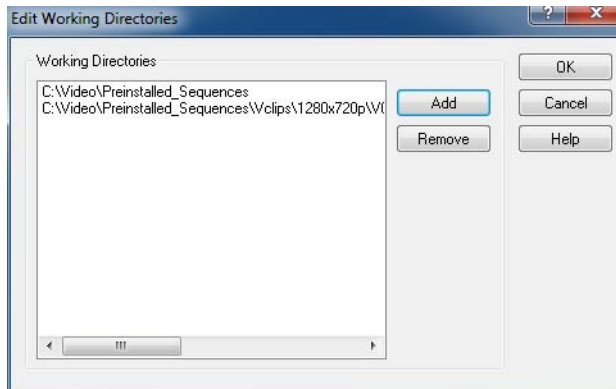 Edit Working Directories
Working Directories
C:\Video\Preinstalled_Sequences
C:\Video\Preinstalled_Sequences\Vclips\1280x720p\V
Add
Remove
OK
Cancel
Help